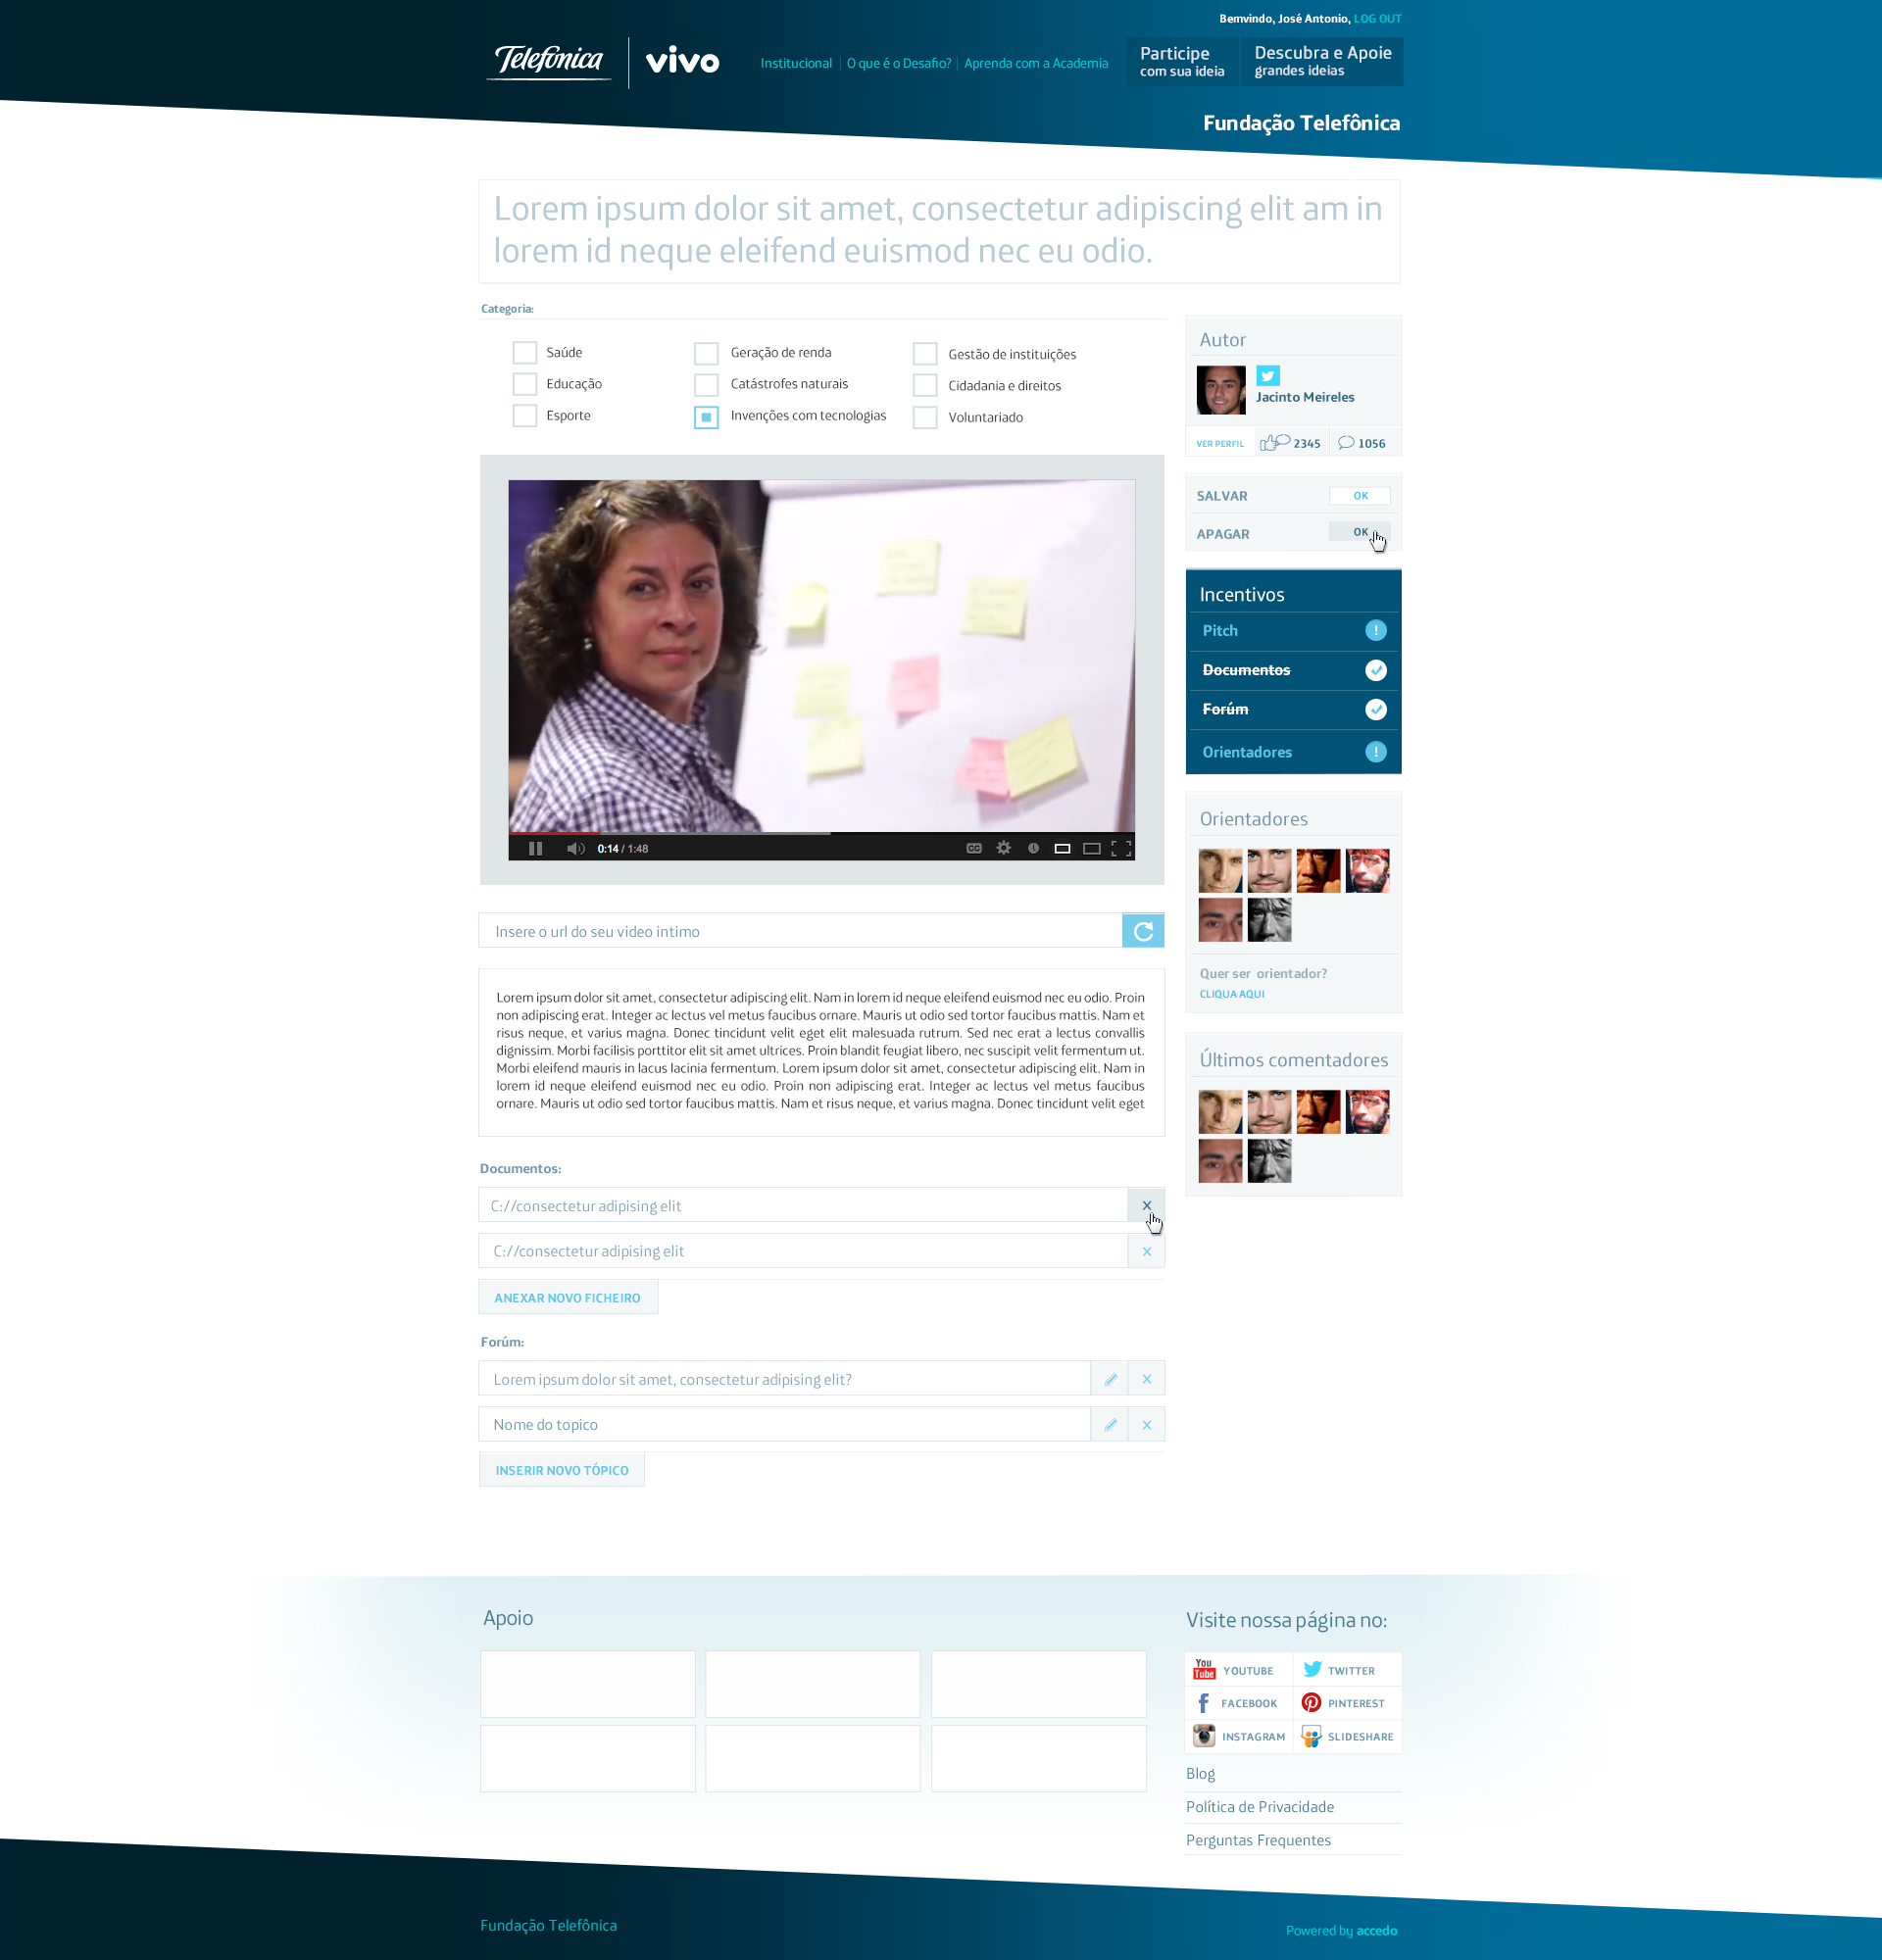 Bemvindo, José Antonio, LOG OUT
Telefónica
vivo
Institucional
O que é o Desafio?
Aprenda com a Academia
Participe
com sua ideia
Descubra e Apoie
grandes ideias
Fundação Telefônica
Lorem ipsum dolor sit amet, consectetur adipiscing elit am in
lorem id neque eleifend euismod nec eu odio.
Categoria:
Saúde
Educação
Esporte
Geração de renda
Catástrofes naturais
Invenções com tecnologias
Gestão de instituições
Cidadania e direitos
Voluntariado
0:14 / 1:48
CC
Insere o url do seu video intimo
Lorem ipsum dolor sit amet, consectetur adipiscing elit. Nam in lorem id neque eleifend euismod nec eu odio. Proin
non adipiscing erat. Integer ac lectus vel metus faucibus ornare. Mauris ut odio sed tortor faucibus mattis. Nam et
risus neque, et varius magna. Donec tincidunt velit eget elit malesuada rutrum. Sed nec erat a lectus convallis
dignissim. Morbi facilisis porttitor elit sit amet ultrices. Proin blandit feugiat libero, nec suscipit velit fermentum ut.
Morbi eleifend mauris in lacus lacinia fermentum. Lorem ipsum dolor sit amet, consectetur adipiscing elit. Nam in
lorem id neque eleifend euismod nec eu odio. Proin non adipiscing erat. Integer ac lectus vel metus faucibus
ornare. Mauris ut odio sed tortor faucibus mattis. Nam et risus neque, et varius magna. Donec tincidunt velit eget
Documentos:
C://consectetur adipising elit
C://consectetur adipising elit
ANEXAR NOVO FICHEIRO
Forúm:
Lorem ipsum dolor sit amet, consectetur adipising elit?
Nome do topico
INSERIR NOVO TÓPICO
Autor
Jacinto Meireles
VER PERFIL
2345
1056
SALVAR
OK
APAGAR
OK
Incentivos
Pitch
!
Documentos
Forúm
Orientadores
!
Orientadores
Quer ser orientador?
CLIQUA AQUI
Últimos comentadores
Apoio
Visite nossa página no:
You Tube
YOUTUBE
TWITTER
FACEBOOK
PINTEREST
INSTAGRAM
SLIDESHARE
Blog
Política de Privacidade
Perguntas Frequentes
Fundação Telefônica
Powered by accedo